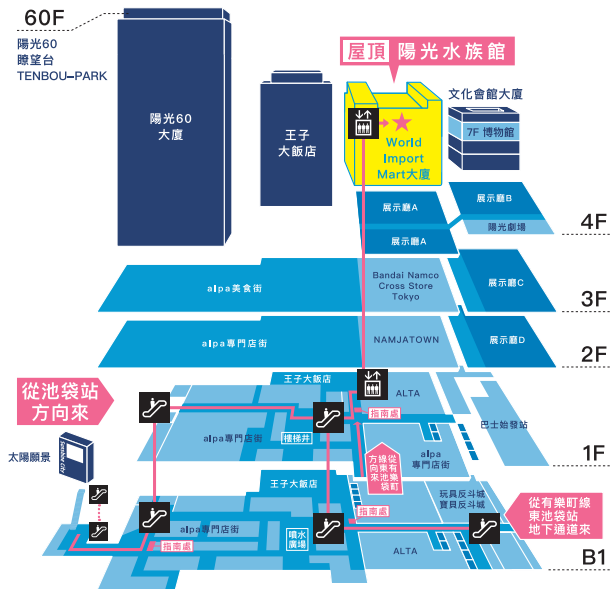 60F
陽光60
瞭望台
TENBOU-PARK
屋頂 陽光水族館
陽光60
大廈
王子
大飯店
World
Import
Mart大廈
文化會館大廈
7F 博物館
展示廳A
展示廳B
陽光劇場
展示廳A
4F
alpa美食街
Bandai Namco
Cross Store
Tokyo
展示廳C
3F
alpa專門店街
NAMJATOWN
展示廳D
2F
從池袋站
方向來
王子大飯店
ALTA
指南處
巴士始發站
alpa專門店街
樓梯井
方線從
向東有
來池樂
袋町
alpa
專門店街
1F
太陽願景
Sunshine City
王子大飯店
玩具反斗城
寶貝反斗城
從有樂町線
東池袋站
地下通道來
指南處
alpa專門店街
指南處
噴水
廣場
ALTA
B1